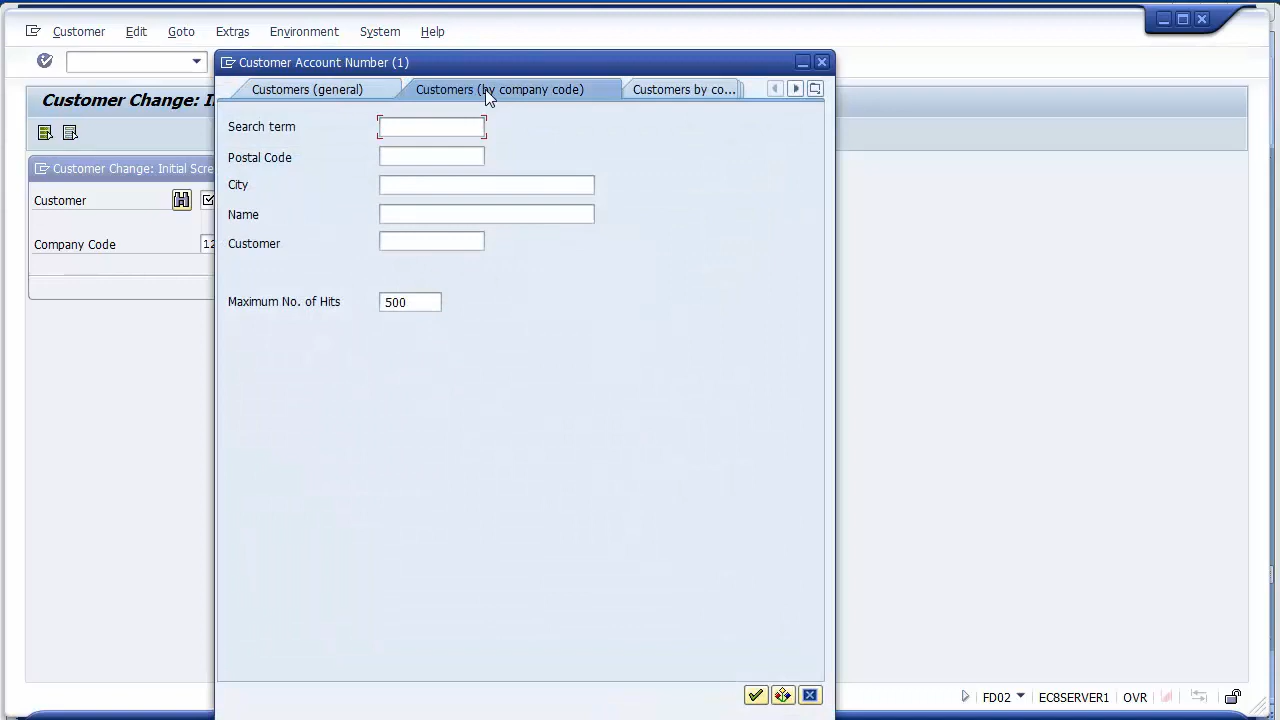 Customer Edit Goto Extras Environment System Help
Customer Account Number (1)
Customer Change: I
Customers (general) Customers (by company code) Customers by co...
Search term
Postal Code
Customer Change: Initial Scre
City
Customer
Name
Customer
Company Code 12
Maximum No. of Hits 500
FD02 EC8SERVER1 OVR